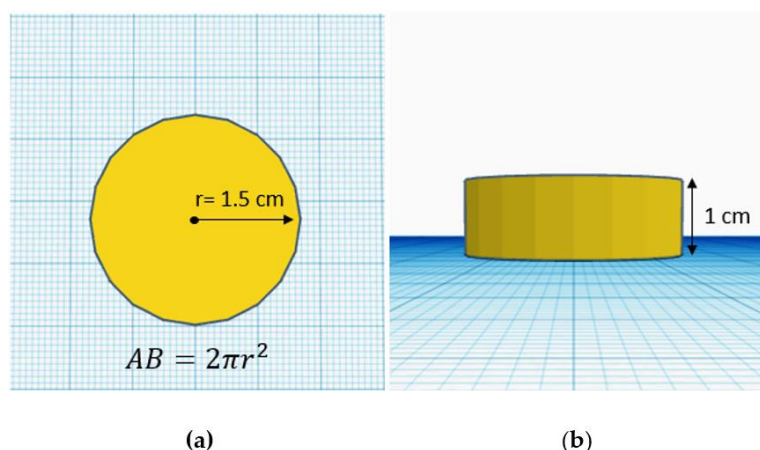 r= 1.5 cm
AB = 2πr²
1 cm
(a)
(b)